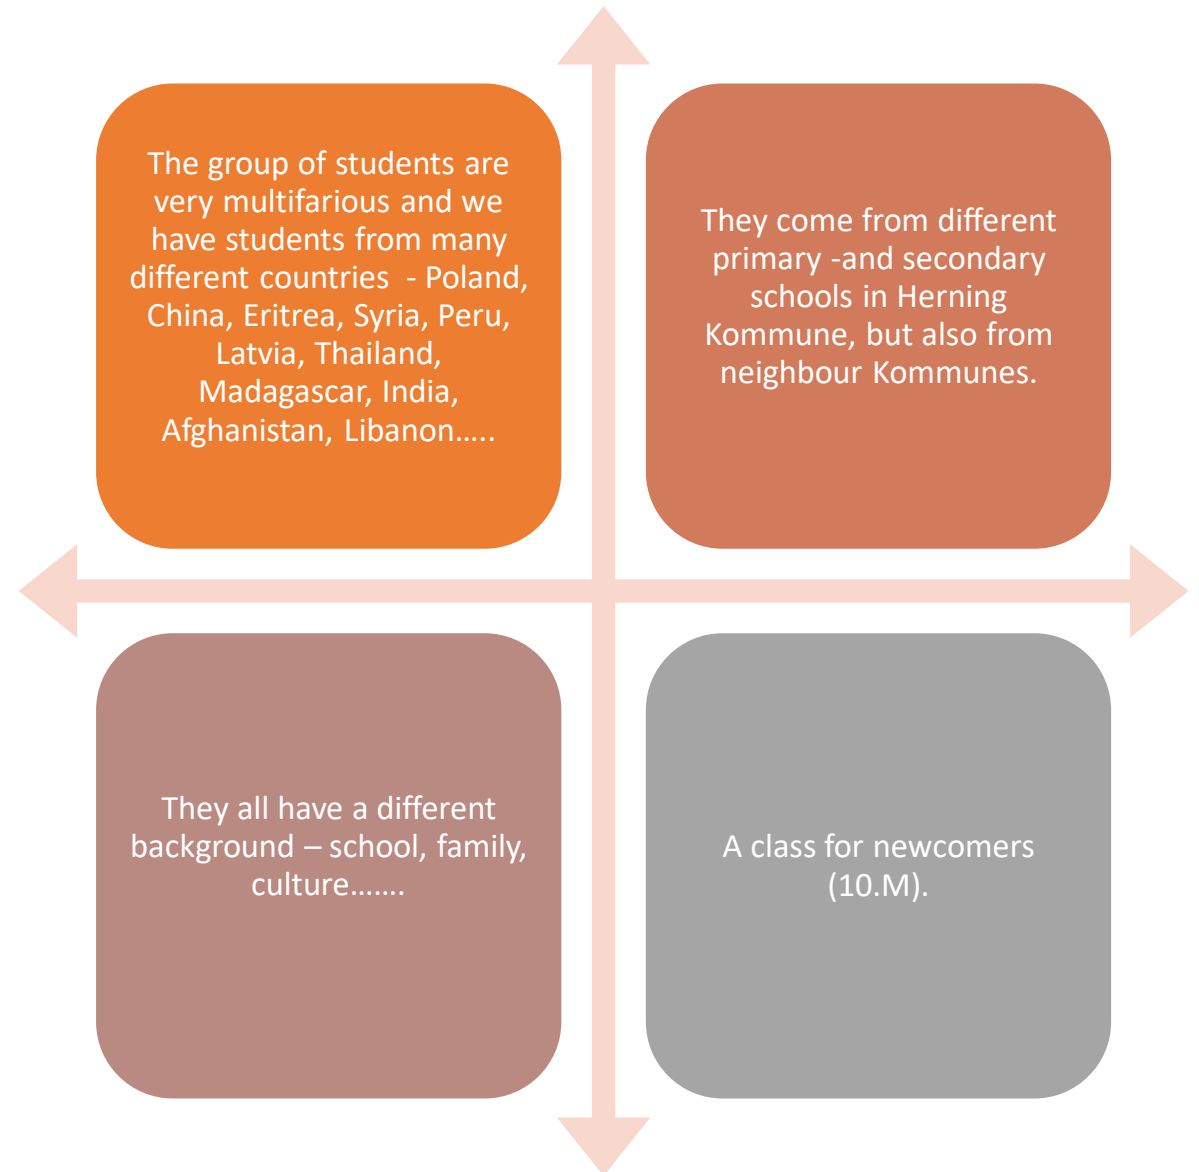 The group of students are
very multifarious and we
have students from many
different countries  - Poland,
China, Eritrea, Syria, Peru,
Latvia, Thailand,
Madagascar, India,
Afghanistan, Libanon…..
They come from different
primary -and secondary
schools in Herning
Kommune, but also from
neighbour Kommunes.
They all have a different
background – school, family,
culture…….
A class for newcomers
(10.M).